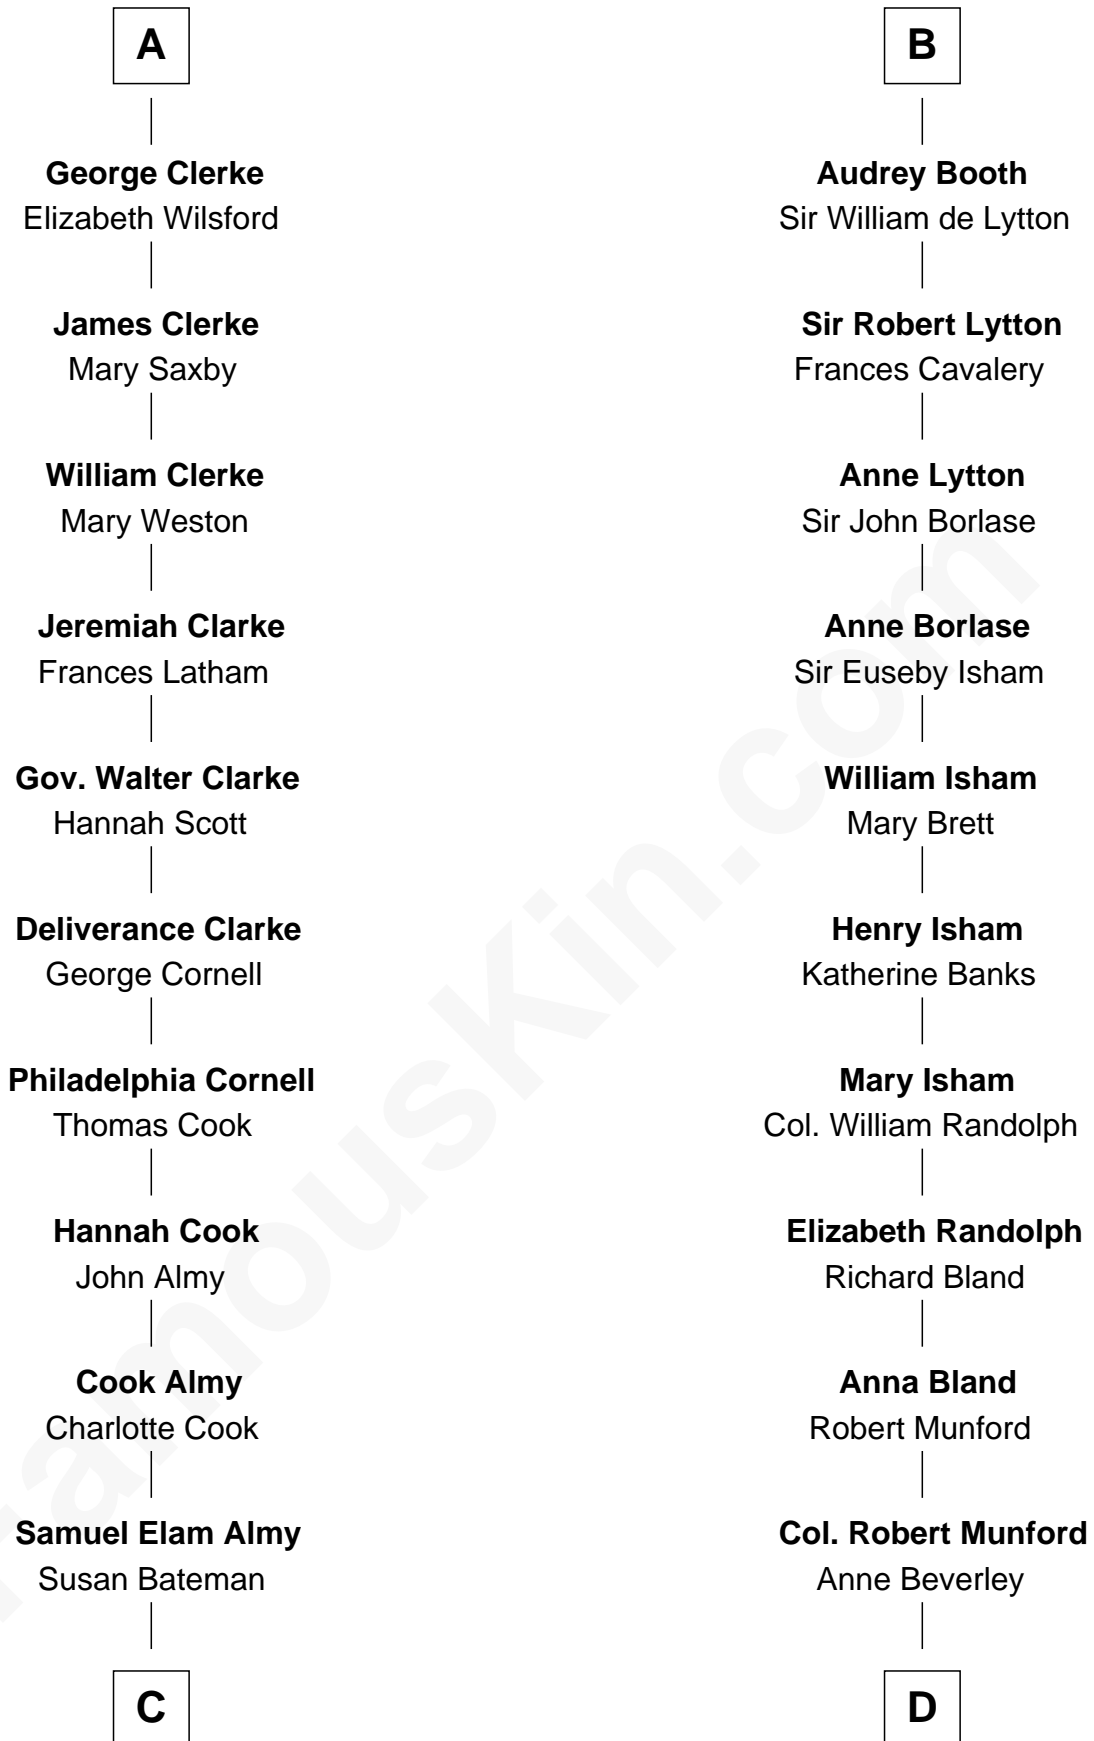 A
George Clerke
Elizabeth Wilsford
James Clerke
Mary Saxby
William Clerke
Mary Weston
Jeremiah Clarke
Frances Latham
Gov. Walter Clarke
Hannah Scott
Deliverance Clarke
George Cornell
Philadelphia Cornell
Thomas Cook
Hannah Cook
John Almy
Cook Almy
Charlotte Cook
Samuel Elam Almy
Susan Bateman
C
B
Audrey Booth
Sir William de Lytton
Sir Robert Lytton
Frances Cavalery
Anne Lytton
Sir John Borlase
Anne Borlase
Sir Euseby Isham
William Isham
Mary Brett
Henry Isham
Katherine Banks
Mary Isham
Col. William Randolph
Elizabeth Randolph
Richard Bland
Anna Bland
Robert Munford
Col. Robert Munford
Anne Beverley
D
FamousKin.com